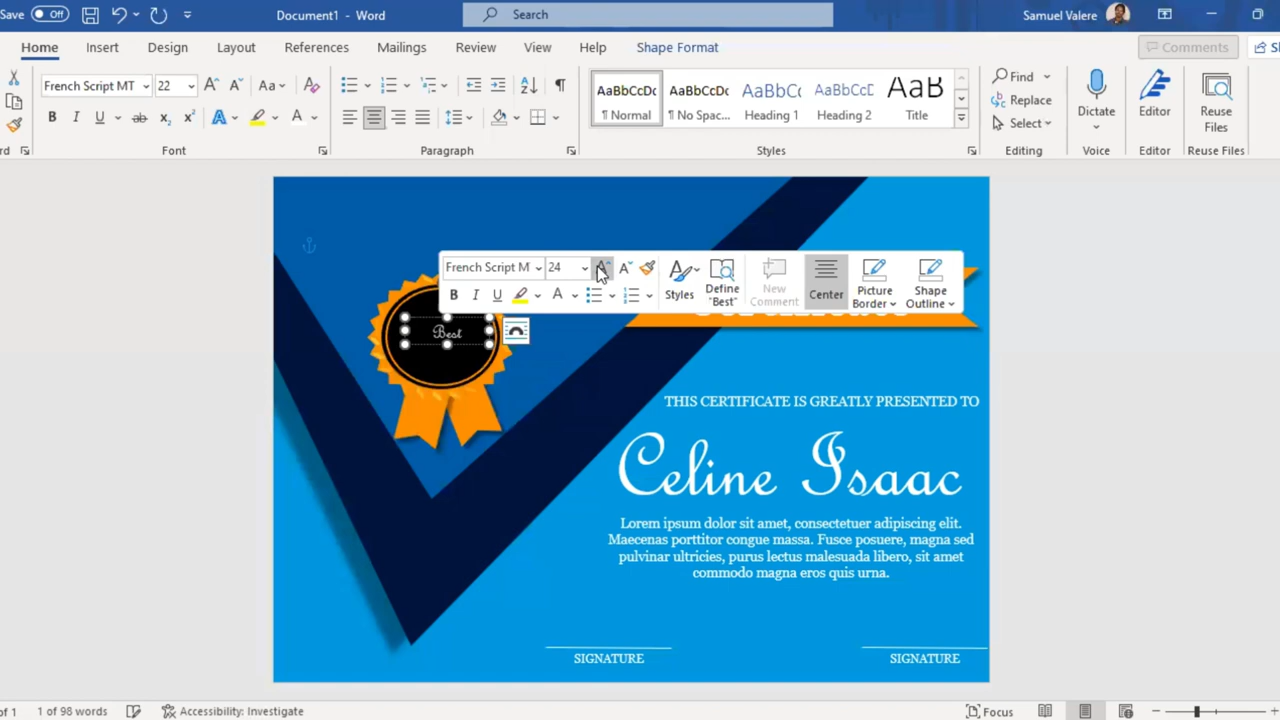 Save Off Document1 - Word Search Samuel Valere
Home Insert Design Layout References Mailings Review View Help Shape Format Comments
French Script MT 22 Aa AaBbCcDc AaBbCcDc AaBbCc AaBbCcD AaB Find
¶ Normal ¶ No Spac... Heading 1 Heading 2 Title Replace
Select
Dictate Editor Reuse Files
Font Paragraph Styles Editing Voice Editor Reuse Files
French Script M 24 Styles Define "Best" New Comment Center Picture Border Shape Outline
Best
THIS CERTIFICATE IS GREATLY PRESENTED TO
Celine Isaac
Lorem ipsum dolor sit amet, consectetuer adipiscing elit.
Maecenas porttitor congue massa. Fusce posuere, magna sed
pulvinar ultricies, purus lectus malesuada libero, sit amet
commodo magna eros quis urna.
SIGNATURE SIGNATURE
of 1 1 of 98 words Accessibility: Investigate Focus